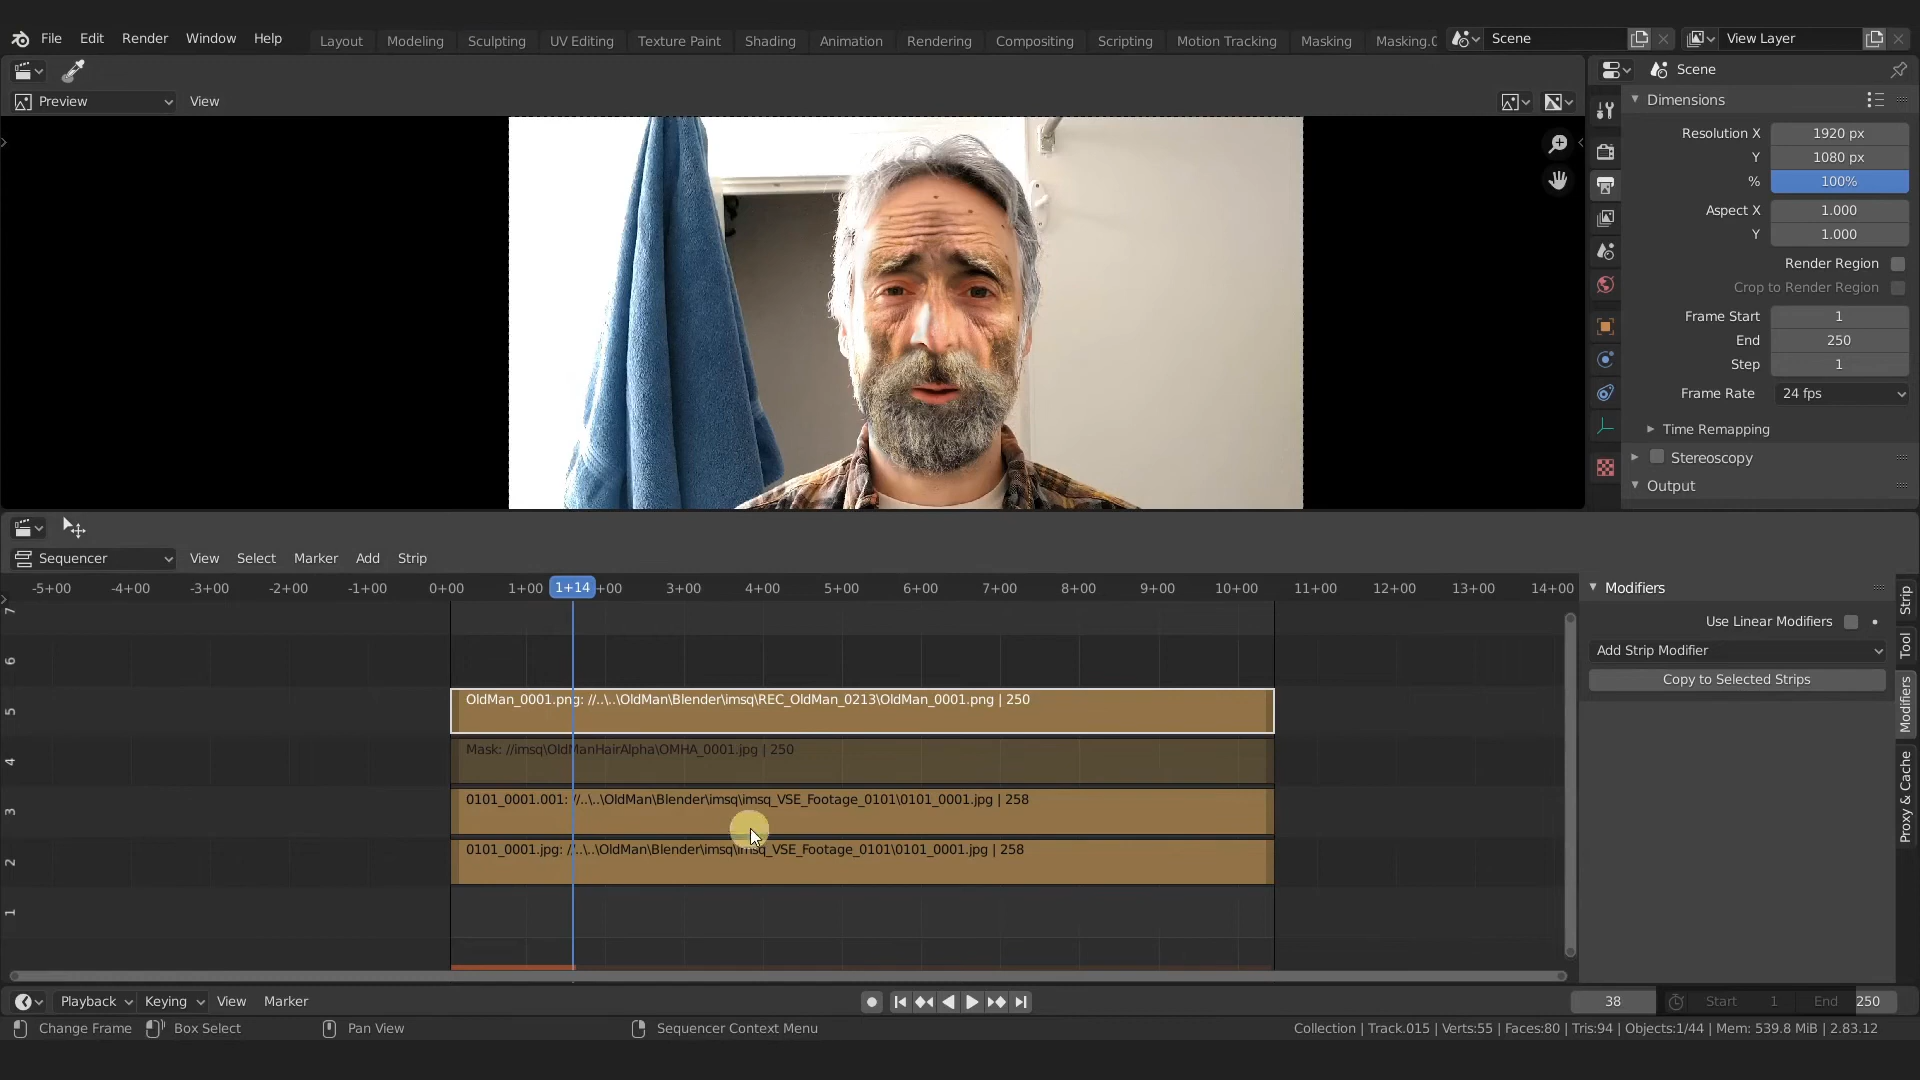 File Edit Render Window Help Layout Modeling Sculpting UV Editing Texture Paint Shading Animation Rendering Compositing Scripting Motion Tracking Masking Masking.0 Scene View Layer
Scene
Preview View
Dimensions
Resolution X 1920 px
Y 1080 px
% 100%
Aspect X 1.000
Y 1.000
Render Region
Crop to Render Region
Frame Start 1
End 250
Step 1
Frame Rate 24 fps
Time Remapping
Stereoscopy
Output
Sequencer View Select Marker Add Strip
-5+00 -4+00 -3+00 -2+00 -1+00 0+00 1+00 1+14 +00 3+00 4+00 5+00 6+00 7+00 8+00 9+00 10+00 11+00 12+00 13+00 14+00
7
6
5
4
3
2
1
OldMan_0001.png: //..\..\OldMan\Blender\imsq\REC_OldMan_0213\OldMan_0001.png | 250
Mask: //imsq\OldManHairAlpha\OMHA_0001.jpg | 250
0101_0001.001: //..\..\OldMan\Blender\imsq\imsq_VSE_Footage_0101\0101_0001.jpg | 258
0101_0001.jpg: //..\..\OldMan\Blender\imsq\imsq_VSE_Footage_0101\0101_0001.jpg | 258
Modifiers
Use Linear Modifiers
Add Strip Modifier
Copy to Selected Strips
Strip
Tool
Modifiers
Proxy & Cache
Playback Keying View Marker 38 Start 1 End 250
Change Frame Box Select Pan View Sequencer Context Menu Collection | Track.015 | Verts:55 | Faces:80 | Tris:94 | Objects:1/44 | Mem: 539.8 MiB | 2.83.12